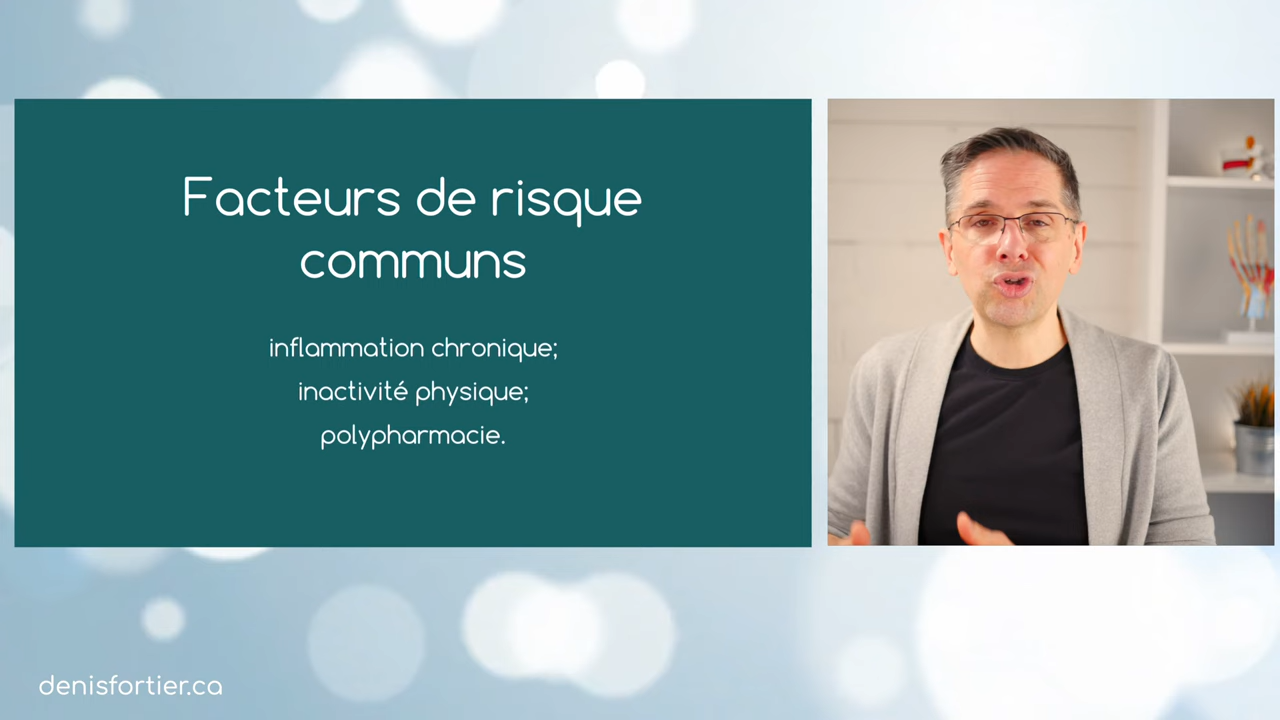 Facteurs de risque
communs
inflammation chronique;
inactivité physique;
polypharmacie.
denisfortier.ca